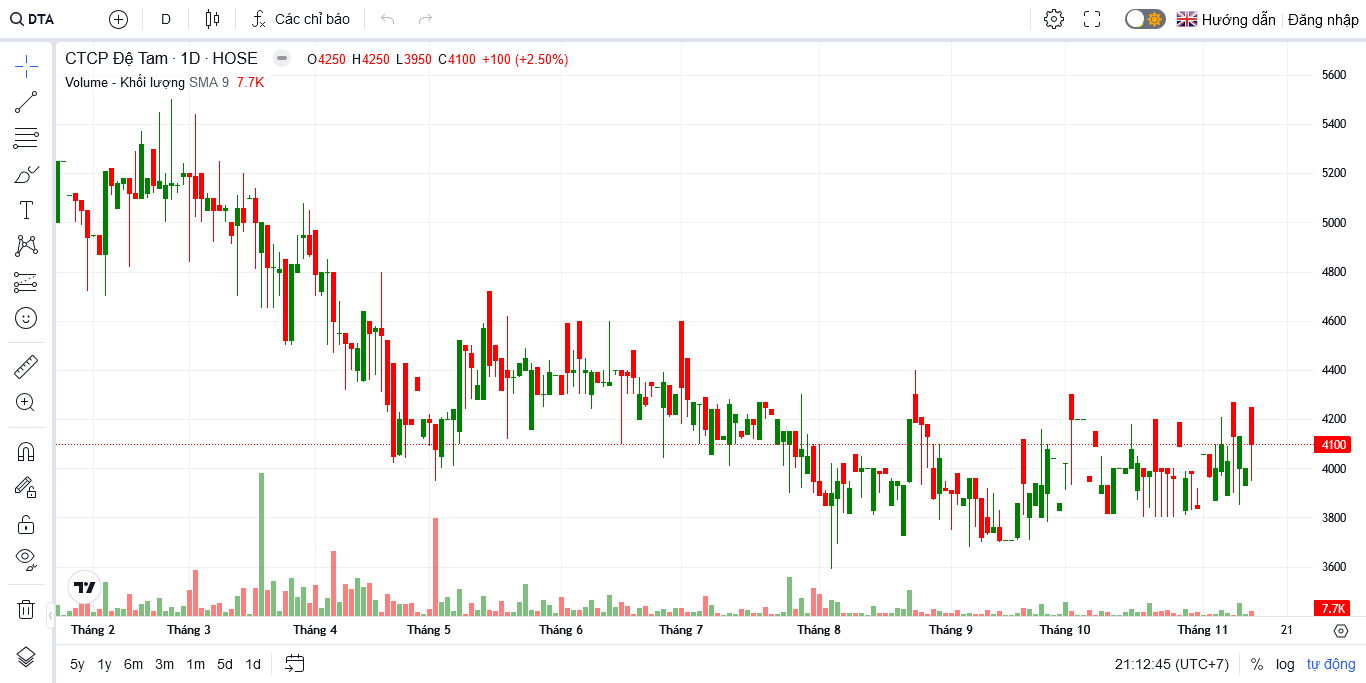 DTA D Các chỉ báo Hướng dẫn Đăng nhập
CTCP Đệ Tam · 1D · HOSE O4250 H4250 L3950 C4100 +100 (+2.50%)
Volume - Khối lượng SMA 9 7.7K
5600
5400
5200
5000
4800
4600
4400
4200
4100
4000
3800
3600
7.7K
Tháng 2 Tháng 3 Tháng 4 Tháng 5 Tháng 6 Tháng 7 Tháng 8 Tháng 9 Tháng 10 Tháng 11 21
5y 1y 6m 3m 1m 5d 1d 21:12:45 (UTC+7) % log tự động